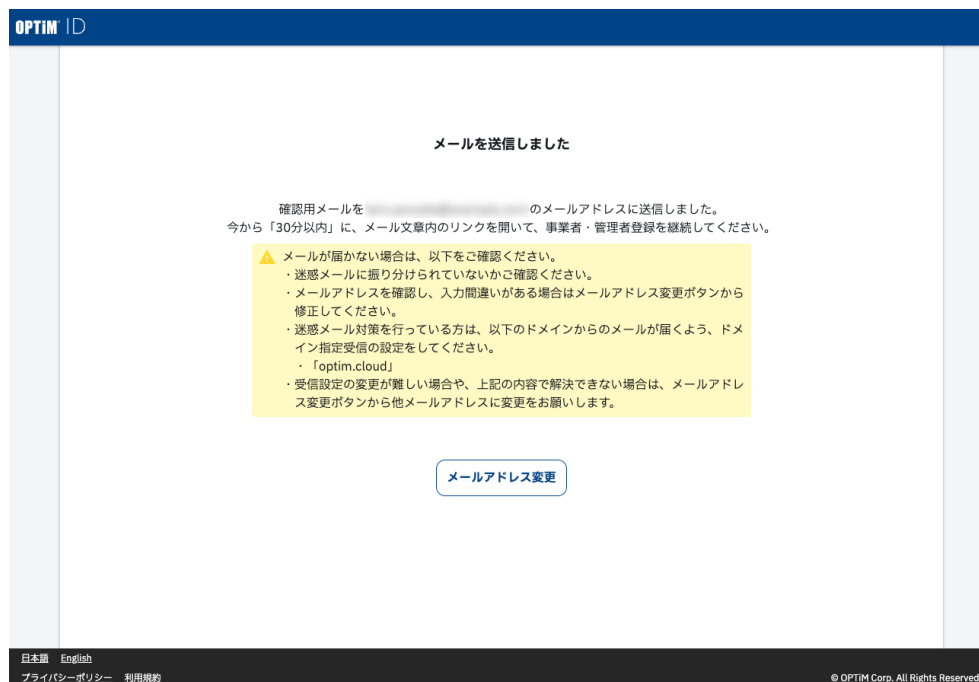 OPTiM ID
メールを送信しました
確認用メールを のメールアドレスに送信しました。
今から「30分以内」に、メール文章内のリンクを開いて、事業者・管理者登録を継続してください。
メールが届かない場合は、以下をご確認ください。
・迷惑メールに振り分けられていないかご確認ください。
・メールアドレスを確認し、入力間違いがある場合はメールアドレス変更ボタンから
修正してください。
・迷惑メール対策を行っている方は、以下のドメインからのメールが届くよう、ドメ
イン指定受信の設定をしてください。
・「optim.cloud」
・受信設定の変更が難しい場合や、上記の内容で解決できない場合は、メールアドレ
ス変更ボタンから他メールアドレスに変更をお願いします。
メールアドレス変更
日本語 English
プライバシーポリシー 利用規約
© OPTiM Corp. All Rights Reserved